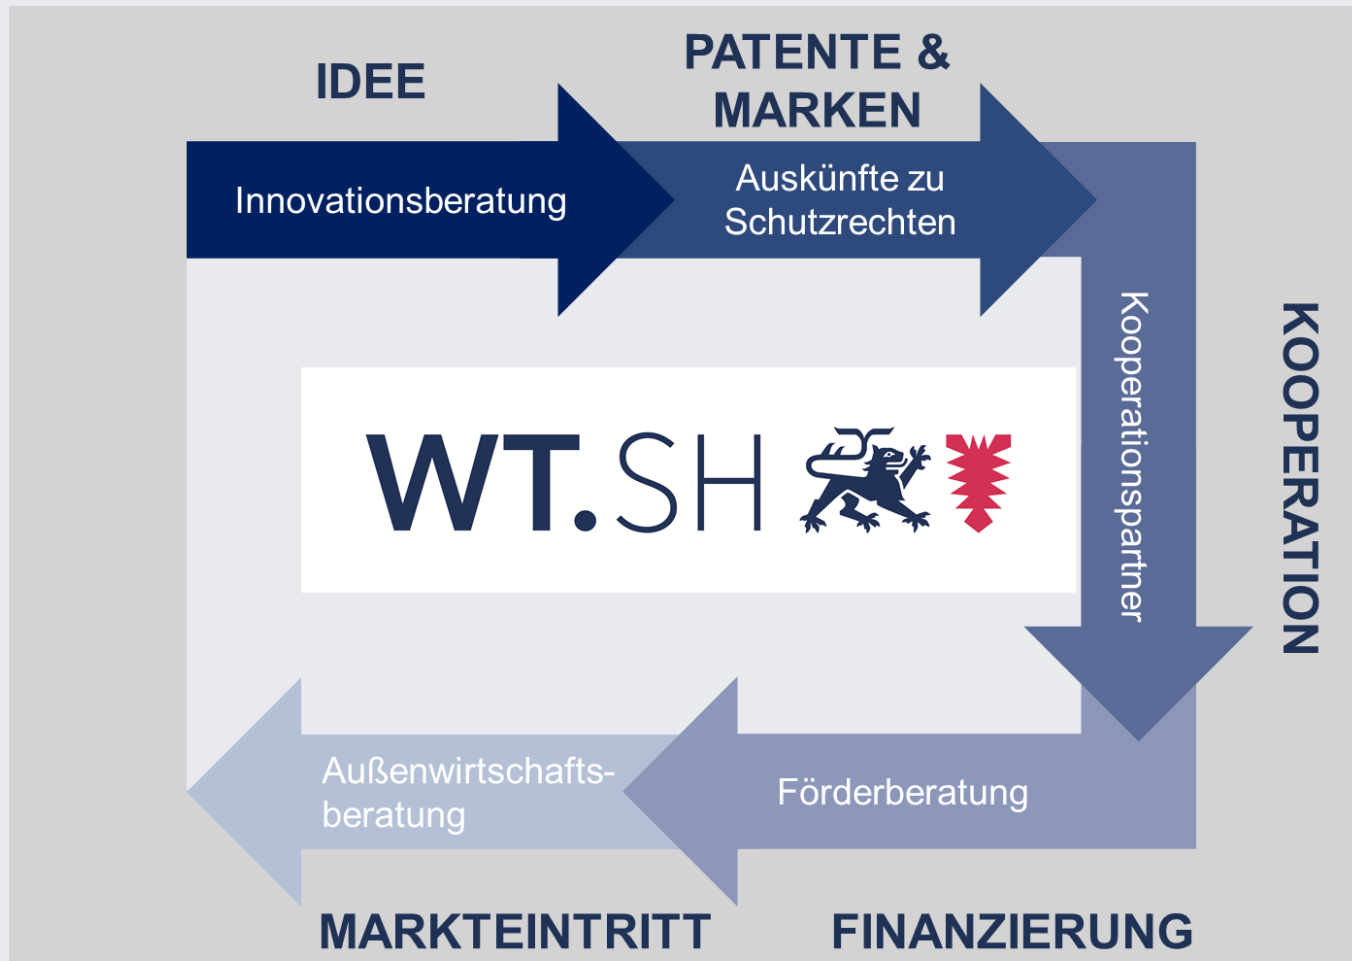 IDEE
PATENTE &
MARKEN
Innovationsberatung
Auskünfte zu
Schutzrechten
Kooperationspartner
KOOPERATION
WT.SH
Außenwirtschafts-
beratung
Förderberatung
MARKTEINTRITT
FINANZIERUNG